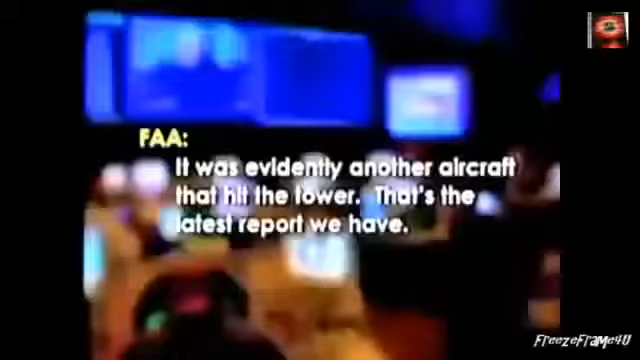 FAA:
It was evidently another aircraft
that hit the tower. That's the
latest report we have.
FreezeFrame4U